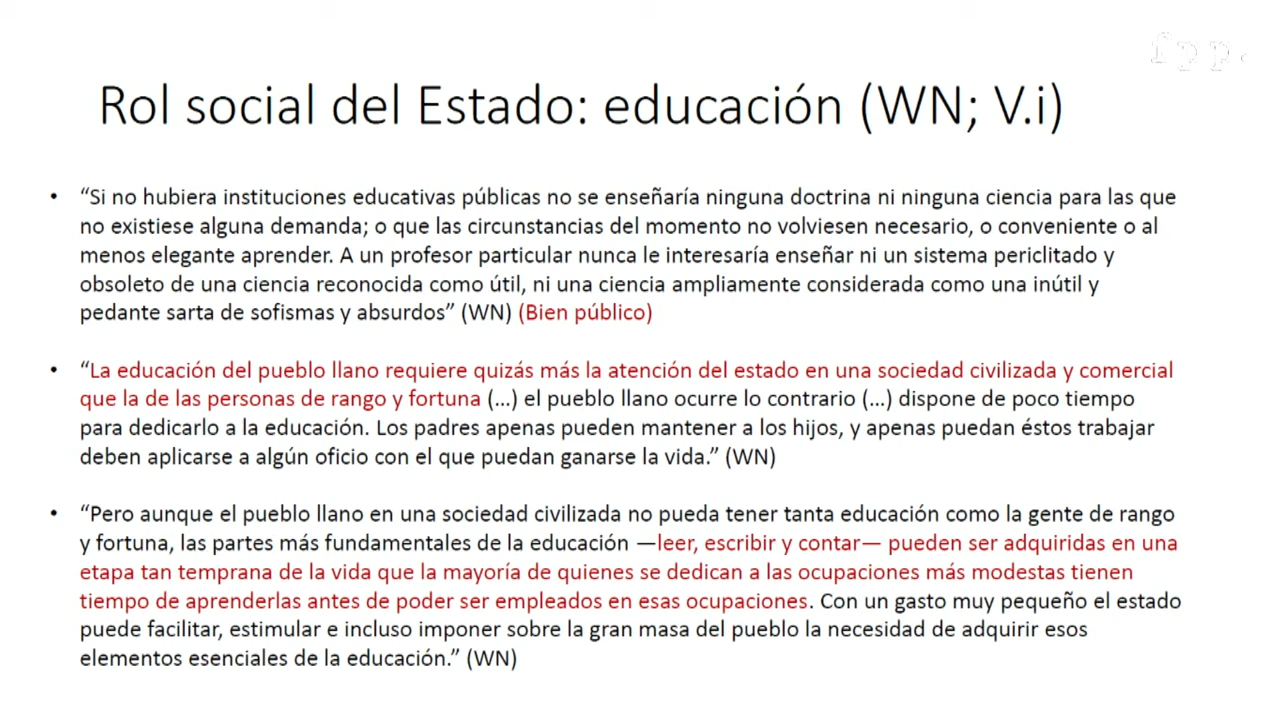 fpp.
Rol social del Estado: educación (WN; V.i)
• “Si no hubiera instituciones educativas públicas no se enseñaría ninguna doctrina ni ninguna ciencia para las que
no existiese alguna demanda; o que las circunstancias del momento no volviesen necesario, o conveniente o al
menos elegante aprender. A un profesor particular nunca le interesaría enseñar ni un sistema periclitado y
obsoleto de una ciencia reconocida como útil, ni una ciencia ampliamente considerada como una inútil y
pedante sarta de sofismas y absurdos” (WN) (Bien público)
• “La educación del pueblo llano requiere quizás más la atención del estado en una sociedad civilizada y comercial
que la de las personas de rango y fortuna (…) el pueblo llano ocurre lo contrario (…) dispone de poco tiempo
para dedicarlo a la educación. Los padres apenas pueden mantener a los hijos, y apenas puedan éstos trabajar
deben aplicarse a algún oficio con el que puedan ganarse la vida.” (WN)
• “Pero aunque el pueblo llano en una sociedad civilizada no pueda tener tanta educación como la gente de rango
y fortuna, las partes más fundamentales de la educación —leer, escribir y contar— pueden ser adquiridas en una
etapa tan temprana de la vida que la mayoría de quienes se dedican a las ocupaciones más modestas tienen
tiempo de aprenderlas antes de poder ser empleados en esas ocupaciones. Con un gasto muy pequeño el estado
puede facilitar, estimular e incluso imponer sobre la gran masa del pueblo la necesidad de adquirir esos
elementos esenciales de la educación.” (WN)